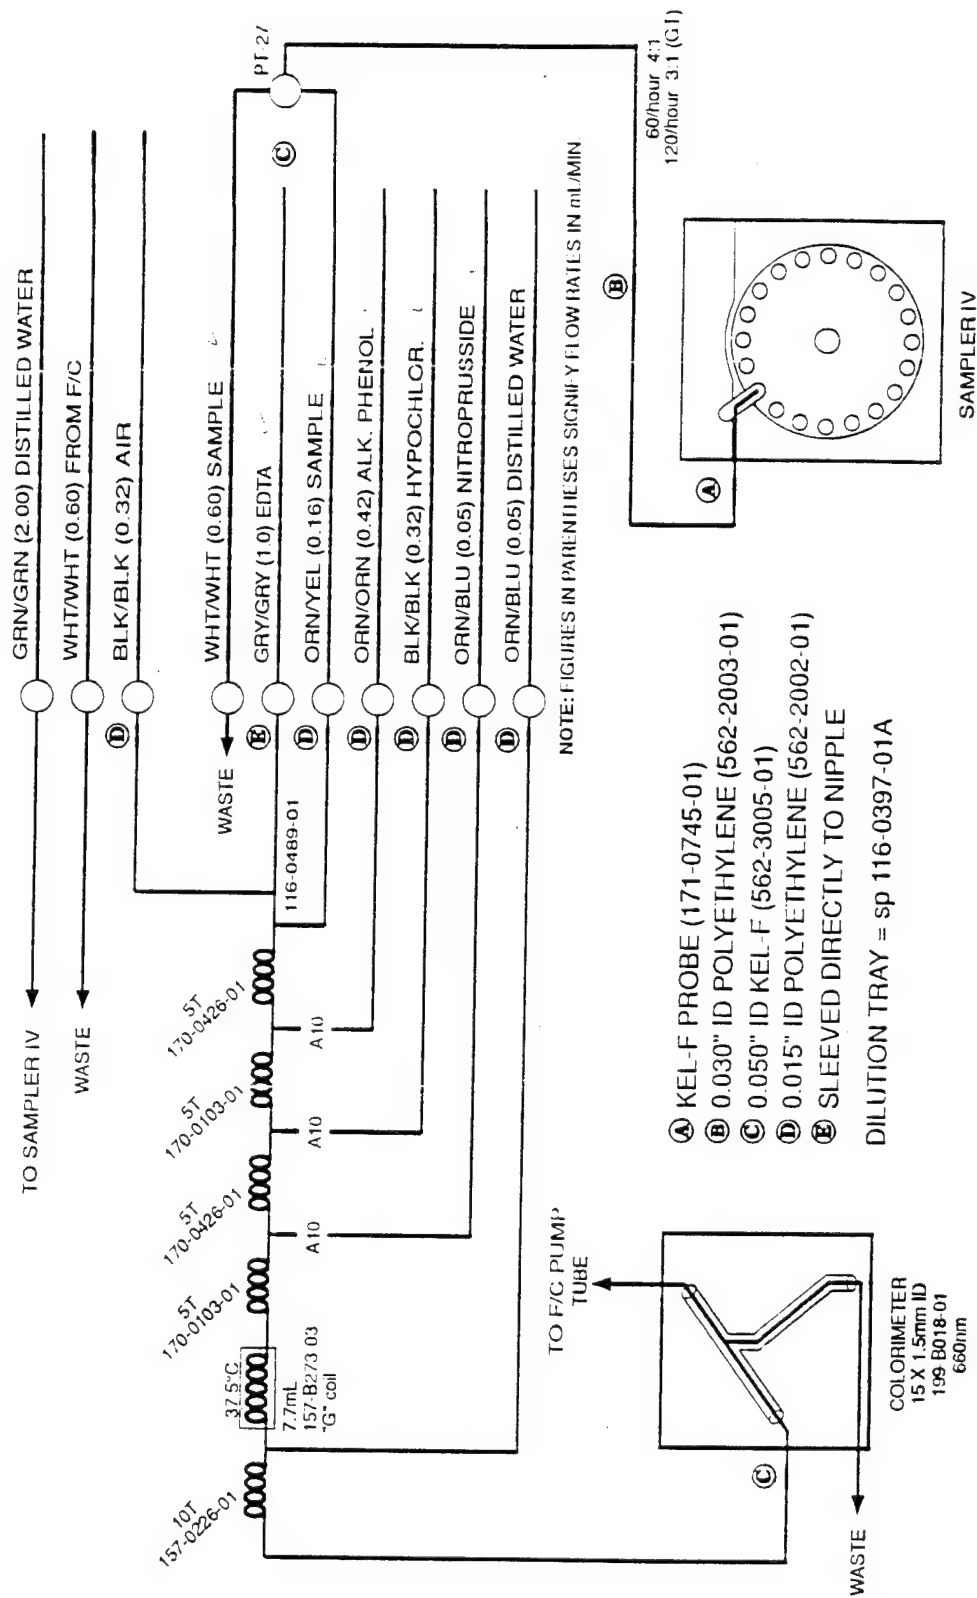 GRN/GRN (2.00) DISTILLED WATER
TO SAMPLER IV
WHT/WHT (0.60) FROM F/C
WASTE
BLK/BLK (0.32) AIR
D
WHT/WHT (0.60) SAMPLE
WASTE
GRY/GRY (1.0) EDTA
E
ORN/YEL (0.16) SAMPLE
D
ORN/ORN (0.42) ALK. PHENOL
D
BLK/BLK (0.32) HYPOCHLOR.
D
ORN/BLU (0.05) NITROPRUSSIDE
D
ORN/BLU (0.05) DISTILLED WATER
D
PT-27
C
116-0489-01
5T
170-0426-01
A10
5T
170-0103-01
A10
5T
170-0426-01
A10
5T
170-0103-01
37.5°C
7.7mL
157-B273 03
"G" coil
10T
157-0226-01
NOTE: FIGURES IN PARENTHESES SIGNIFY FLOW RATES IN mL/MIN
B
60/hour 4:1
120/hour 3:1 (G1)
A
SAMPLER IV
A KEL-F PROBE (171-0745-01)
B 0.030" ID POLYETHYLENE (562-2003-01)
C 0.050" ID KEL-F (562-3005-01)
D 0.015" ID POLYETHYLENE (562-2002-01)
E SLEEVED DIRECTLY TO NIPPLE
DILUTION TRAY = sp 116-0397-01A
TO F/C PUMP
TUBE
C
WASTE
COLORIMETER
15 X 1.5mm ID
199 B018-01
660nm